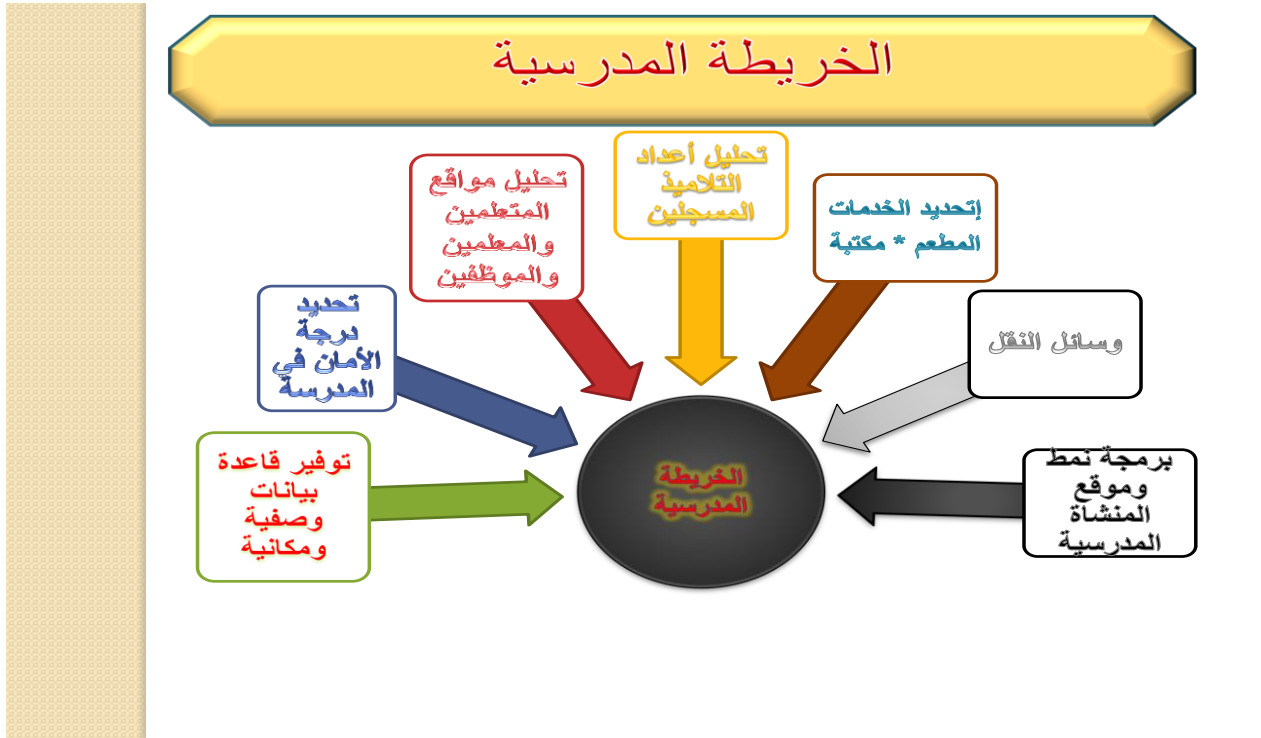 الخريطة المدرسية
تحليل أعداد
التلاميذ
المسجلين
إتحديد الخدمات
المطعم * مكتبة
تحليل مواقع
المتعلمين
والمعلمين
والموظفين
وسائل النقل
تحديد
درجة
الأمان في
المدرسة
برمجة نمط
وموقع
المنشاة
المدرسية
توفير قاعدة
بيانات
وصفية
ومكانية
الخريطة
المدرسية